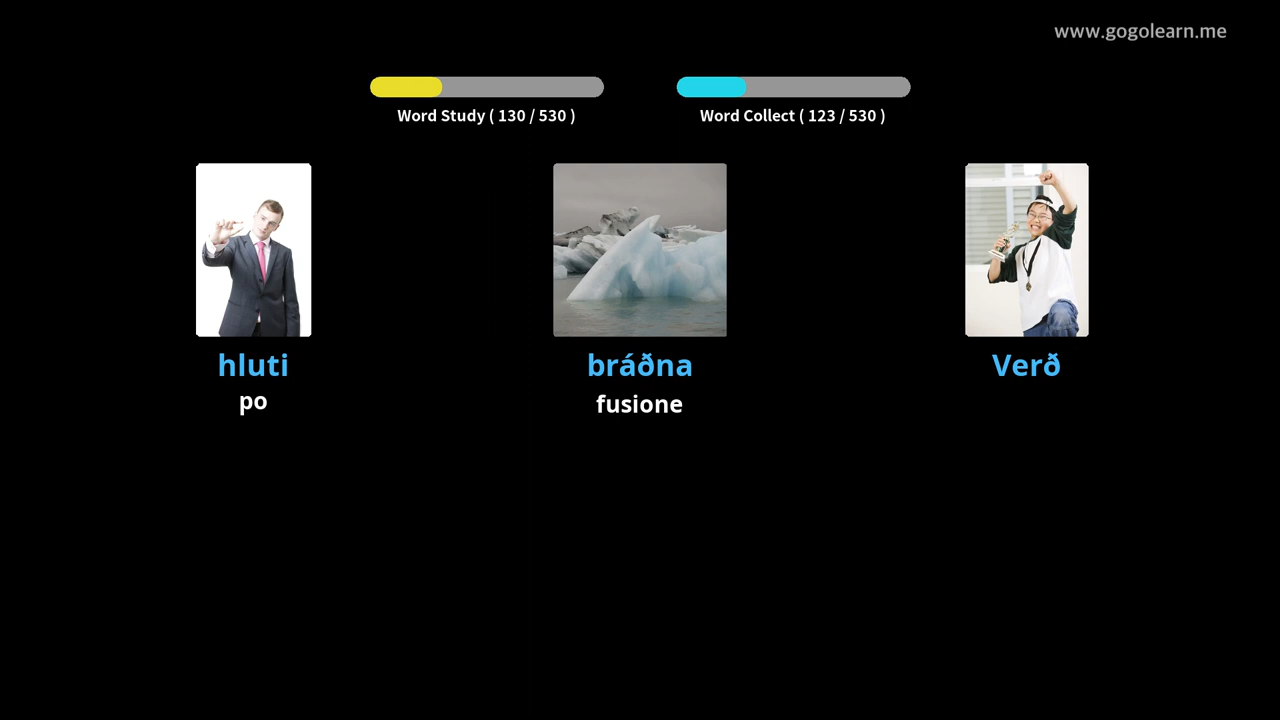 www.gogolearn.me
Word Study ( 130 / 530 )
Word Collect ( 123 / 530 )
hluti
bráðna
Verð
po
fusione